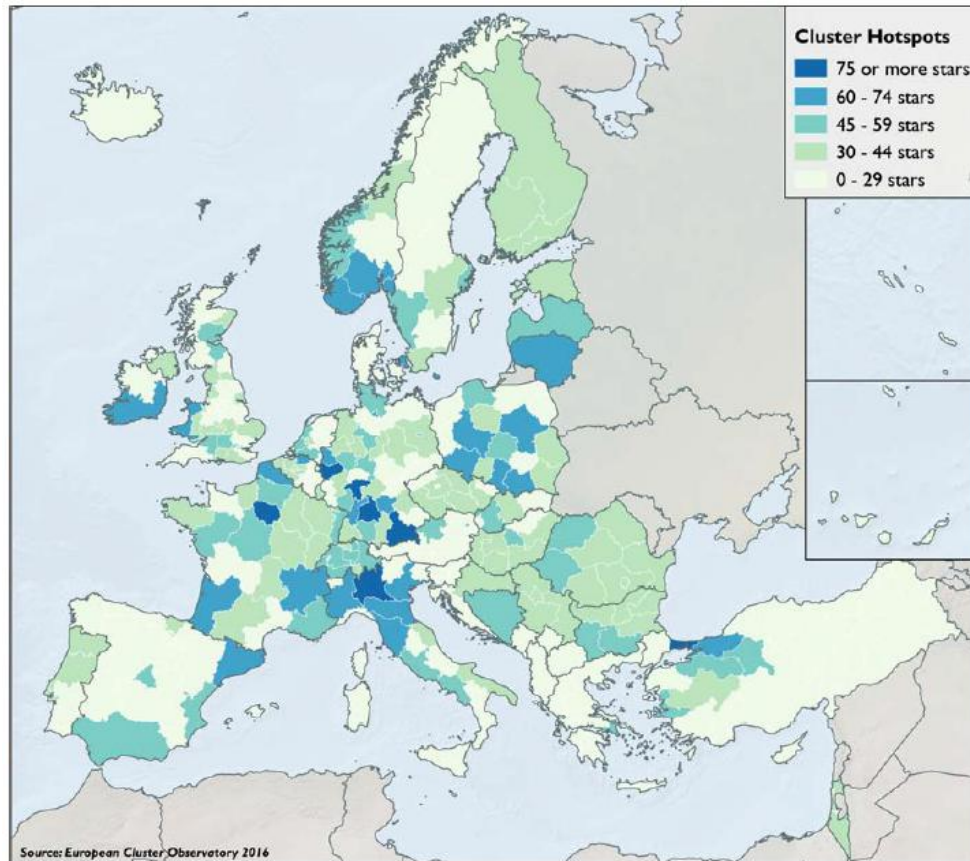 Cluster Hotspots
75 or more stars
60 - 74 stars
45 - 59 stars
30 - 44 stars
0 - 29 stars
Source: European Cluster Observatory 2016